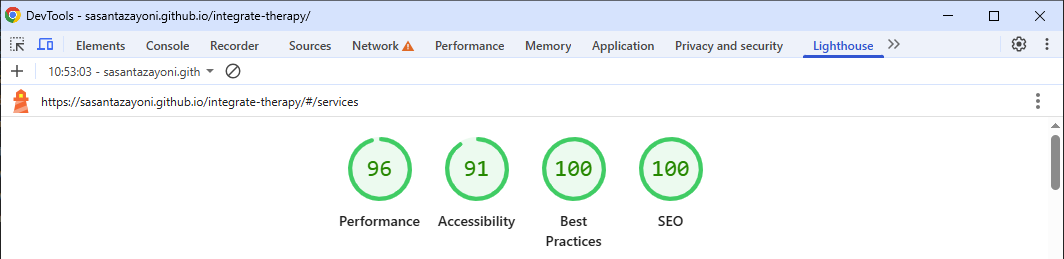 DevTools - sasantazayoni.github.io/integrate-therapy/
Elements Console Recorder Sources Network Performance Memory Application Privacy and security Lighthouse
10:53:03 - sasantazayoni.gith
https://sasantazayoni.github.io/integrate-therapy/#/services
96 91 100 100
Performance Accessibility Best SEO
Practices